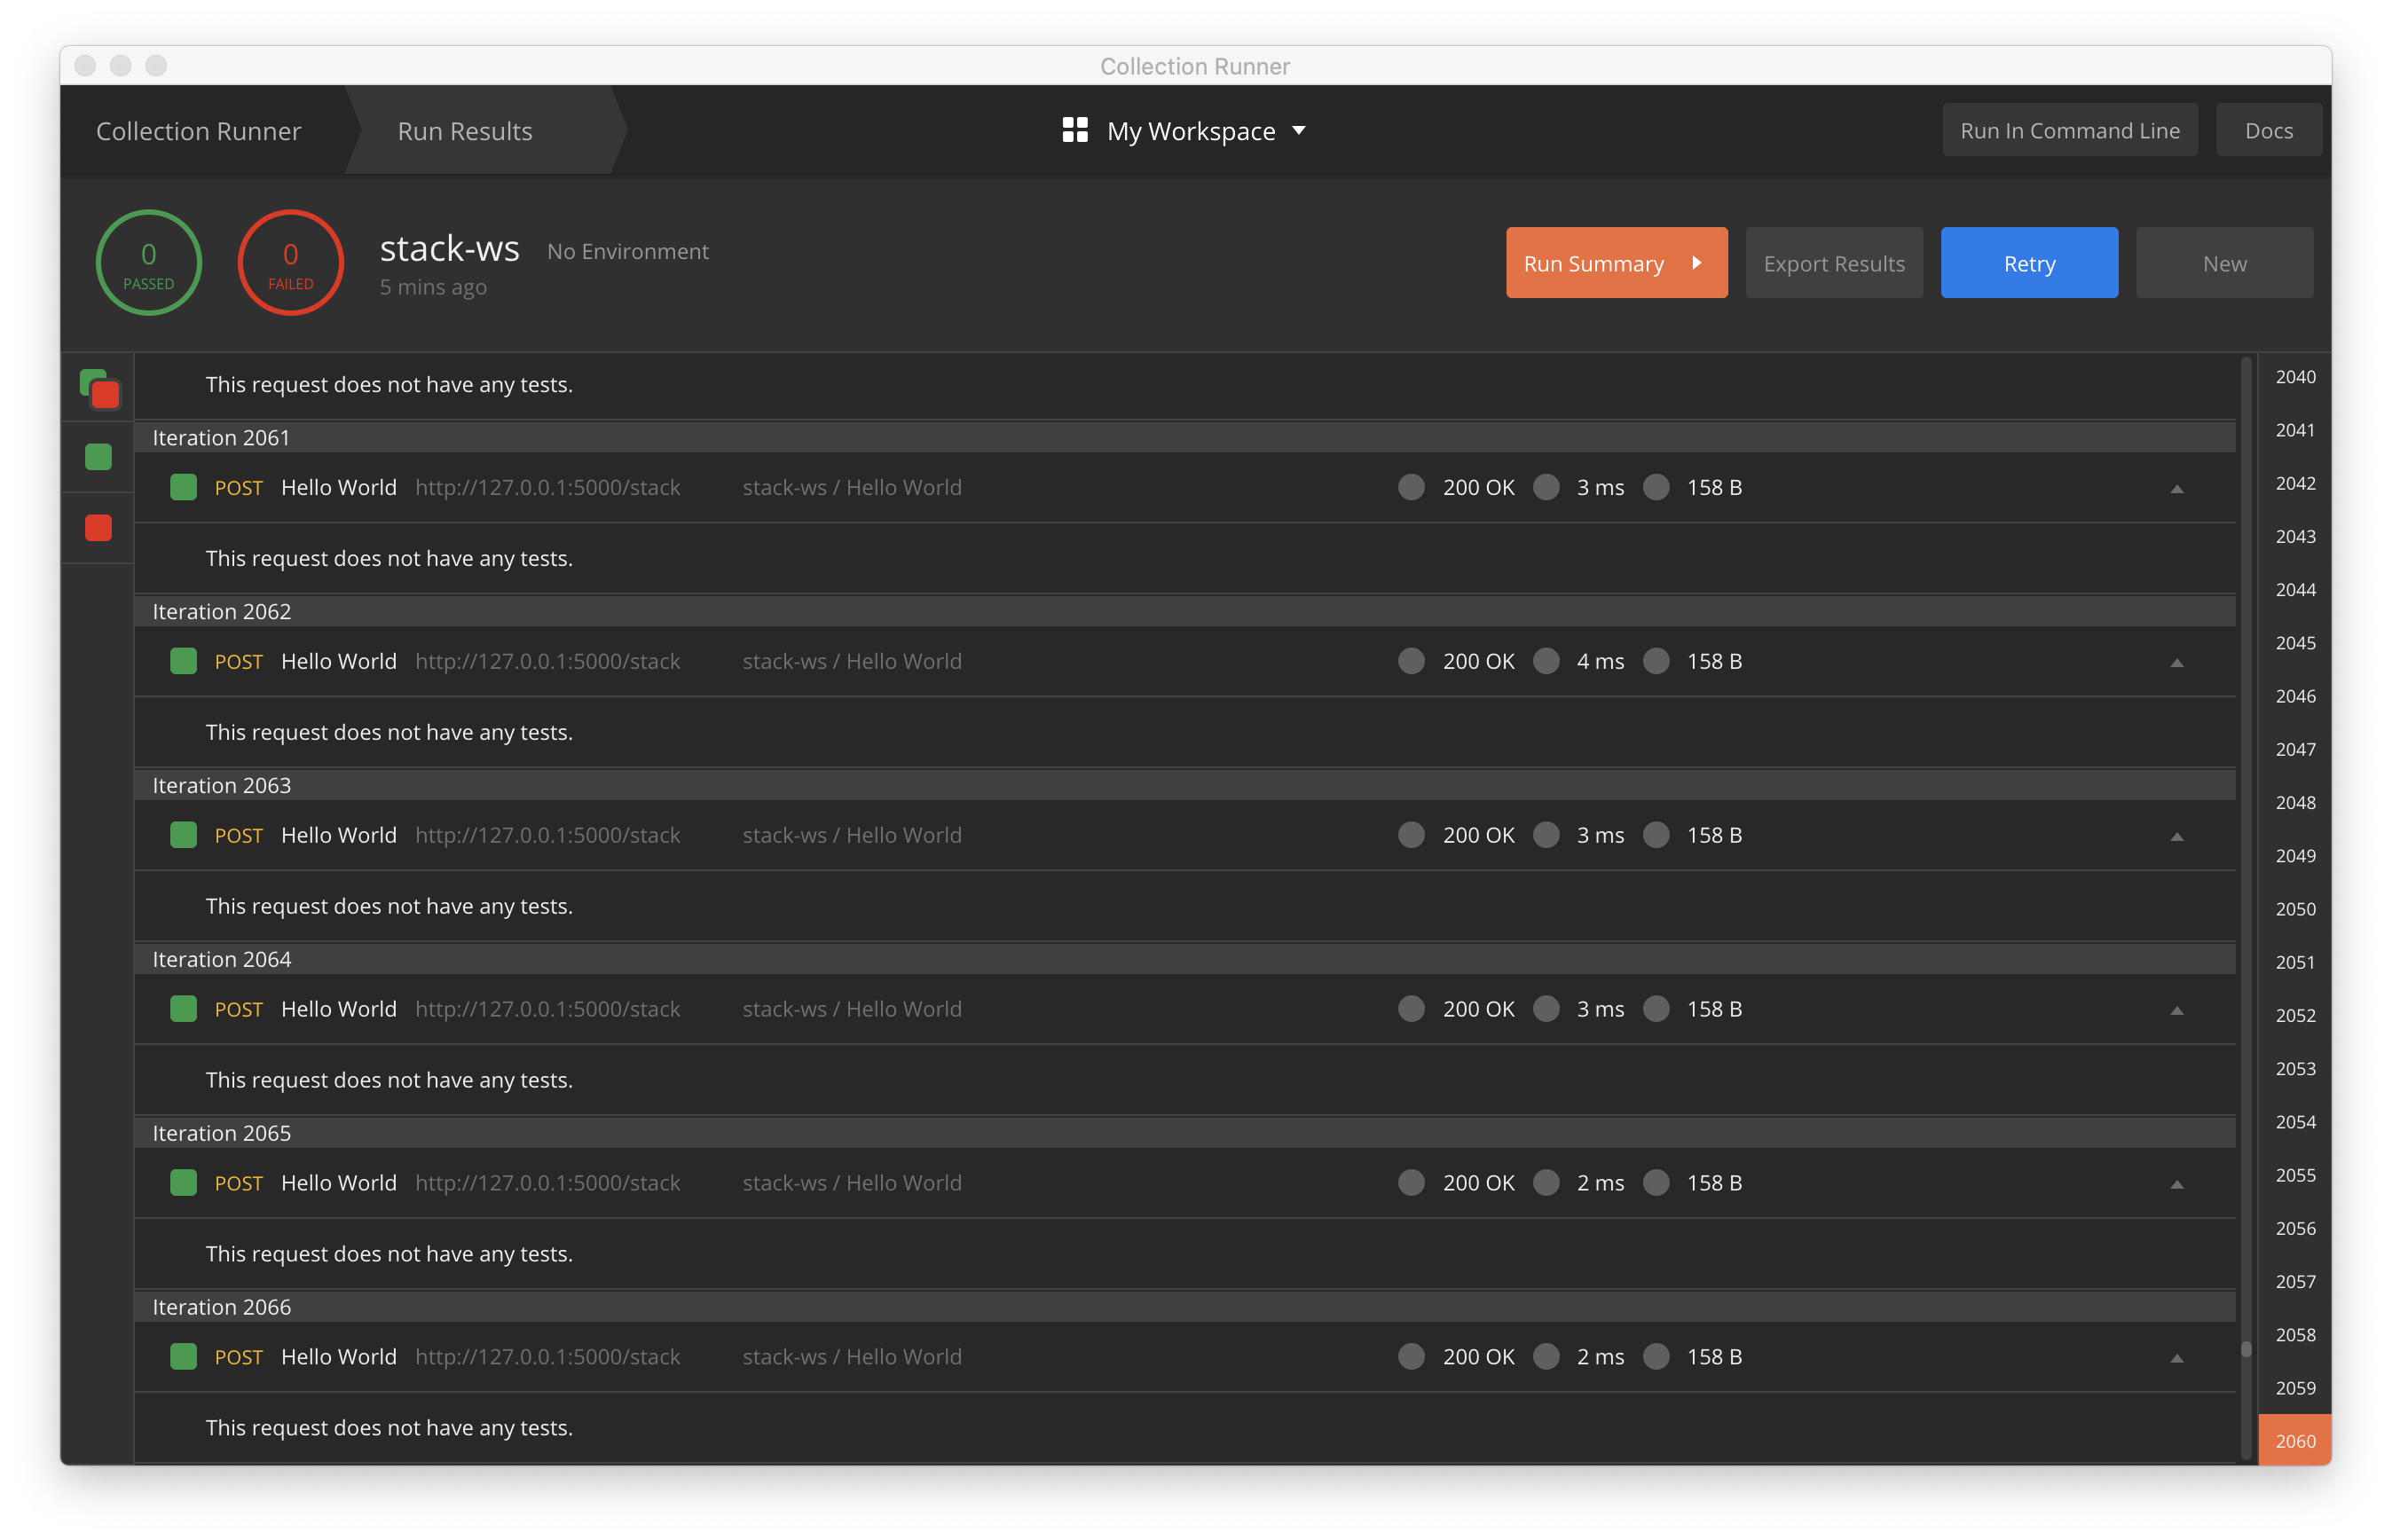 Collection Runner
Collection Runner Run Results My Workspace Run In Command Line Docs
0 PASSED
0 FAILED
stack-ws No Environment
5 mins ago
Run Summary Export Results Retry New
This request does not have any tests.
Iteration 2061
POST Hello World http://127.0.0.1:5000/stack stack-ws / Hello World 200 OK 3 ms 158 B
This request does not have any tests.
Iteration 2062
POST Hello World http://127.0.0.1:5000/stack stack-ws / Hello World 200 OK 4 ms 158 B
This request does not have any tests.
Iteration 2063
POST Hello World http://127.0.0.1:5000/stack stack-ws / Hello World 200 OK 3 ms 158 B
This request does not have any tests.
Iteration 2064
POST Hello World http://127.0.0.1:5000/stack stack-ws / Hello World 200 OK 3 ms 158 B
This request does not have any tests.
Iteration 2065
POST Hello World http://127.0.0.1:5000/stack stack-ws / Hello World 200 OK 2 ms 158 B
This request does not have any tests.
Iteration 2066
POST Hello World http://127.0.0.1:5000/stack stack-ws / Hello World 200 OK 2 ms 158 B
This request does not have any tests.
2040
2041
2042
2043
2044
2045
2046
2047
2048
2049
2050
2051
2052
2053
2054
2055
2056
2057
2058
2059
2060